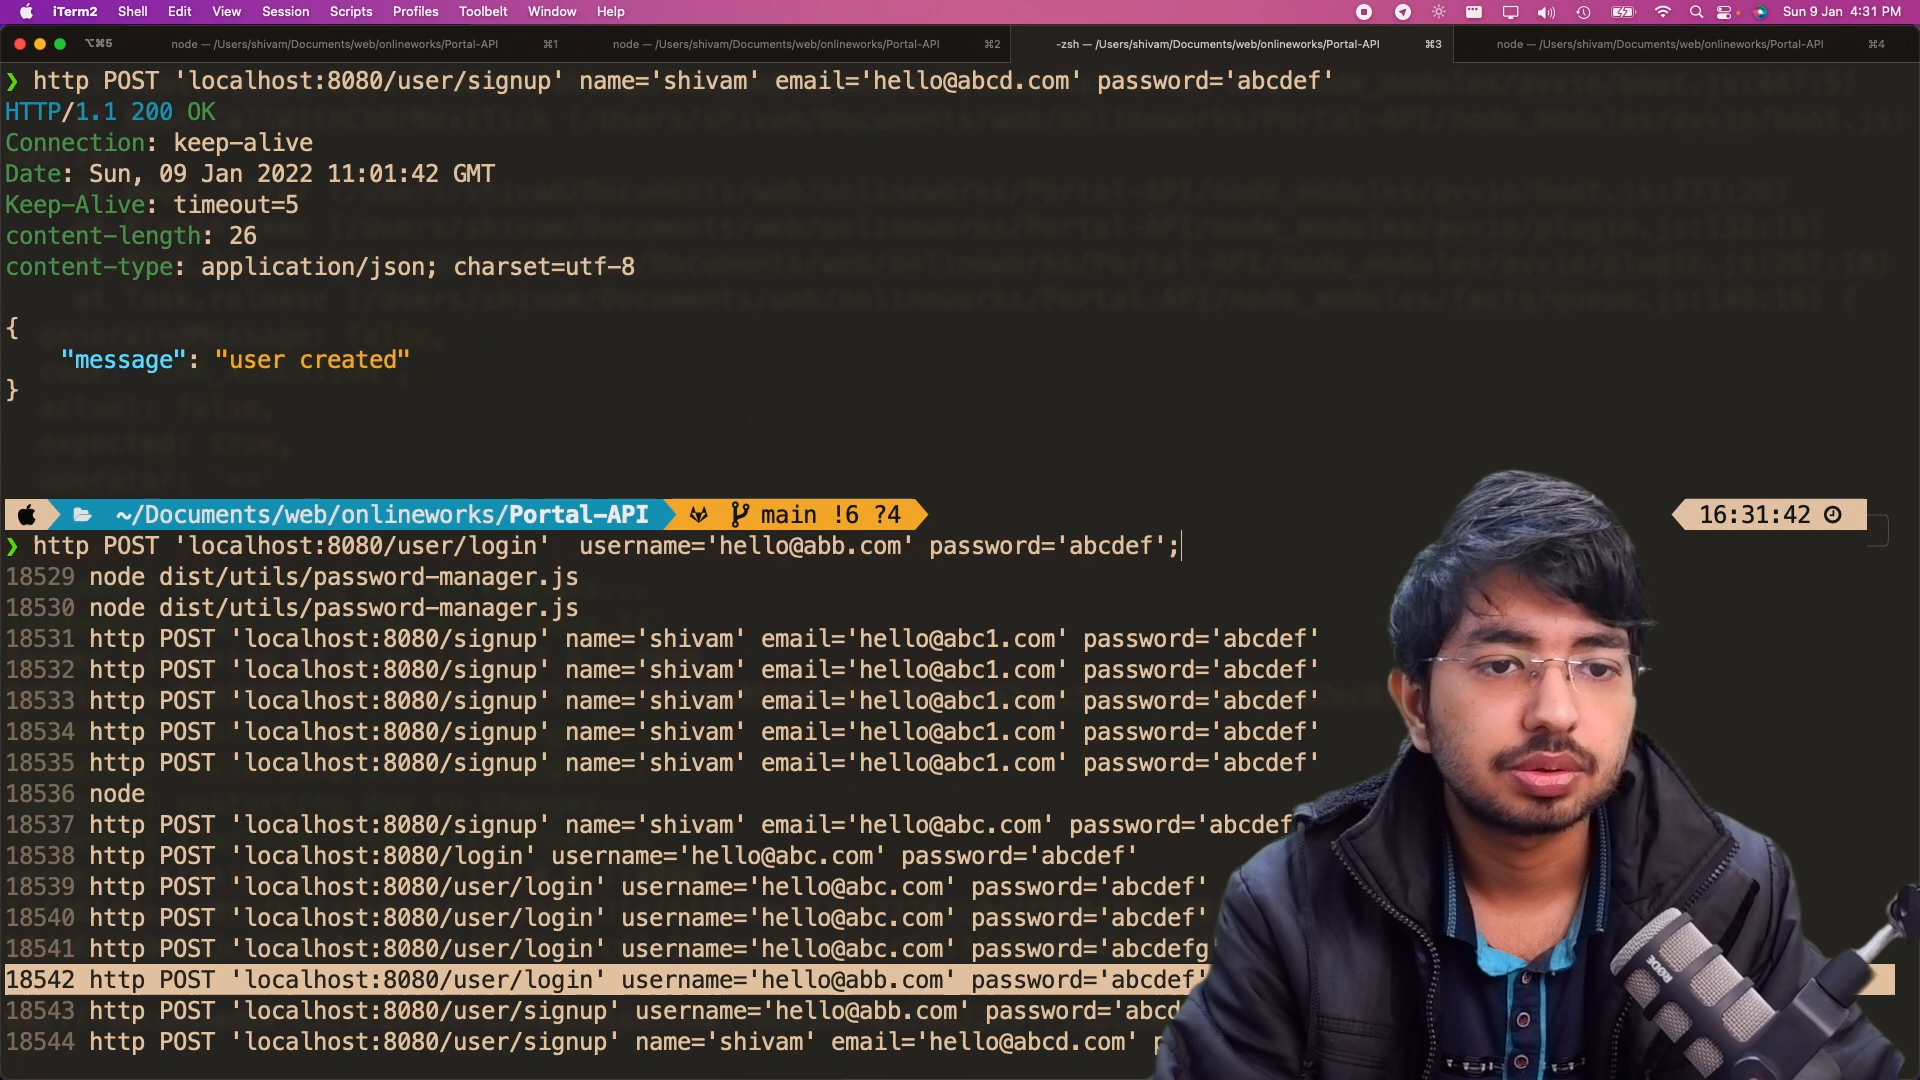 iTerm2 Shell Edit View Session Scripts Profiles Toolbelt Window Help Sun 9 Jan 4:31 PM
⌥⌘5 node — /Users/shivam/Documents/web/onlineworks/Portal-API ⌘1 node — /Users/shivam/Documents/web/onlineworks/Portal-API ⌘2 -zsh — /Users/shivam/Documents/web/onlineworks/Portal-API ⌘3 node — /Users/shivam/Documents/web/onlineworks/Portal-API ⌘4
❯ http POST 'localhost:8080/user/signup' name='shivam' email='hello@abcd.com' password='abcdef'
HTTP/1.1 200 OK
Connection: keep-alive
Date: Sun, 09 Jan 2022 11:01:42 GMT
Keep-Alive: timeout=5
content-length: 26
content-type: application/json; charset=utf-8
{
"message": "user created"
}
~/Documents/web/onlineworks/Portal-API main !6 ?4 16:31:42
❯ http POST 'localhost:8080/user/login'  username='hello@abb.com' password='abcdef';
18529 node dist/utils/password-manager.js
18530 node dist/utils/password-manager.js
18531 http POST 'localhost:8080/signup' name='shivam' email='hello@abc1.com' password='abcdef'
18532 http POST 'localhost:8080/signup' name='shivam' email='hello@abc1.com' password='abcdef'
18533 http POST 'localhost:8080/signup' name='shivam' email='hello@abc1.com' password='abcdef'
18534 http POST 'localhost:8080/signup' name='shivam' email='hello@abc1.com' password='abcdef'
18535 http POST 'localhost:8080/signup' name='shivam' email='hello@abc1.com' password='abcdef'
18536 node
18537 http POST 'localhost:8080/signup' name='shivam' email='hello@abc.com' password='abcdef
18538 http POST 'localhost:8080/login' username='hello@abc.com' password='abcdef'
18539 http POST 'localhost:8080/user/login' username='hello@abc.com' password='abcdef'
18540 http POST 'localhost:8080/user/login' username='hello@abc.com' password='abcdef'
18541 http POST 'localhost:8080/user/login' username='hello@abc.com' password='abcdefg'
18542 http POST 'localhost:8080/user/login' username='hello@abb.com' password='abcdef'
18543 http POST 'localhost:8080/user/signup' username='hello@abb.com' password='abcd
18544 http POST 'localhost:8080/user/signup' name='shivam' email='hello@abcd.com' p
RØDE